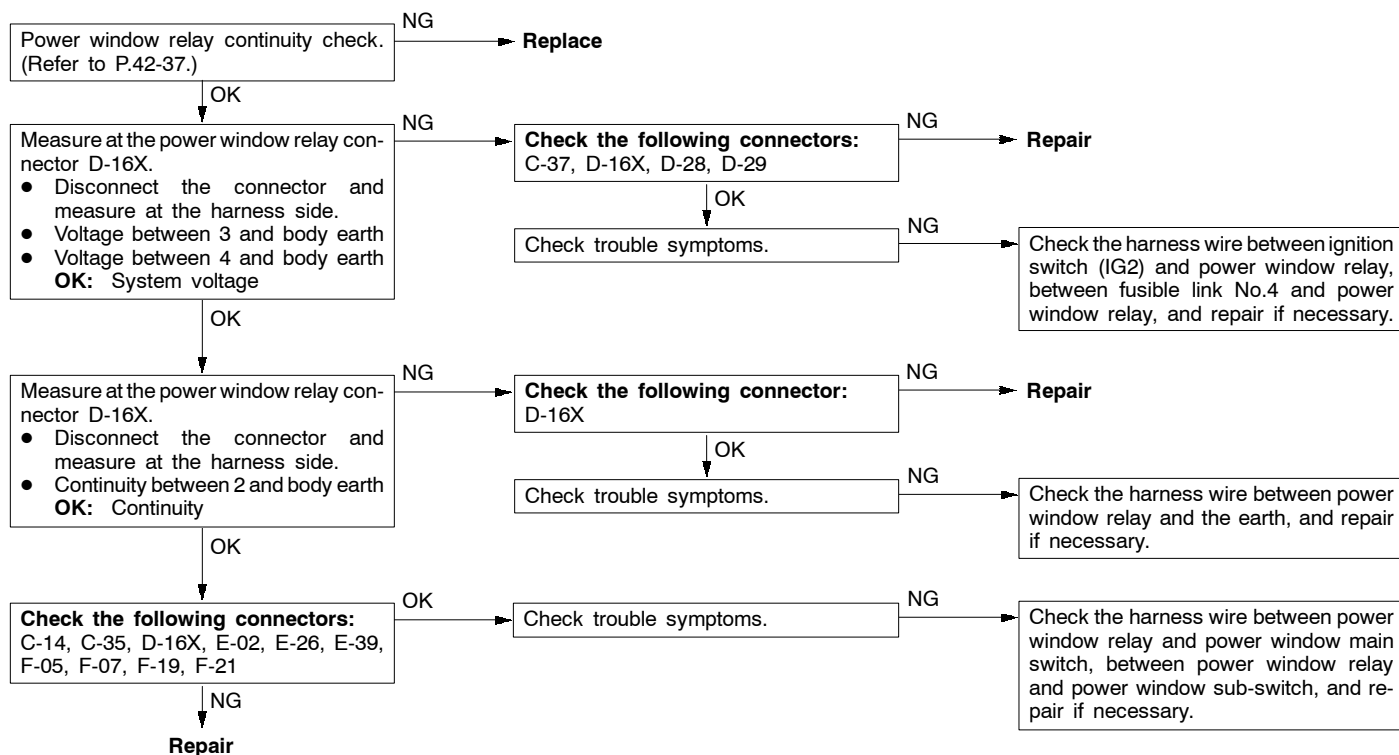 Power window relay continuity check.
(Refer to P.42-37.)
NG
Replace
OK
Measure at the power window relay con-
nector D-16X.
● Disconnect the connector and
measure at the harness side.
● Voltage between 3 and body earth
● Voltage between 4 and body earth
OK: System voltage
NG
Check the following connectors:
C-37, D-16X, D-28, D-29
NG
Repair
OK
Check trouble symptoms.
NG
Check the harness wire between ignition
switch (IG2) and power window relay,
between fusible link No.4 and power
window relay, and repair if necessary.
OK
Measure at the power window relay con-
nector D-16X.
● Disconnect the connector and
measure at the harness side.
● Continuity between 2 and body earth
OK: Continuity
NG
Check the following connector:
D-16X
NG
Repair
OK
Check trouble symptoms.
NG
Check the harness wire between power
window relay and the earth, and repair
if necessary.
OK
Check the following connectors:
C-14, C-35, D-16X, E-02, E-26, E-39,
F-05, F-07, F-19, F-21
OK
Check trouble symptoms.
NG
Check the harness wire between power
window relay and power window main
switch, between power window relay
and power window sub-switch, and re-
pair if necessary.
NG
Repair